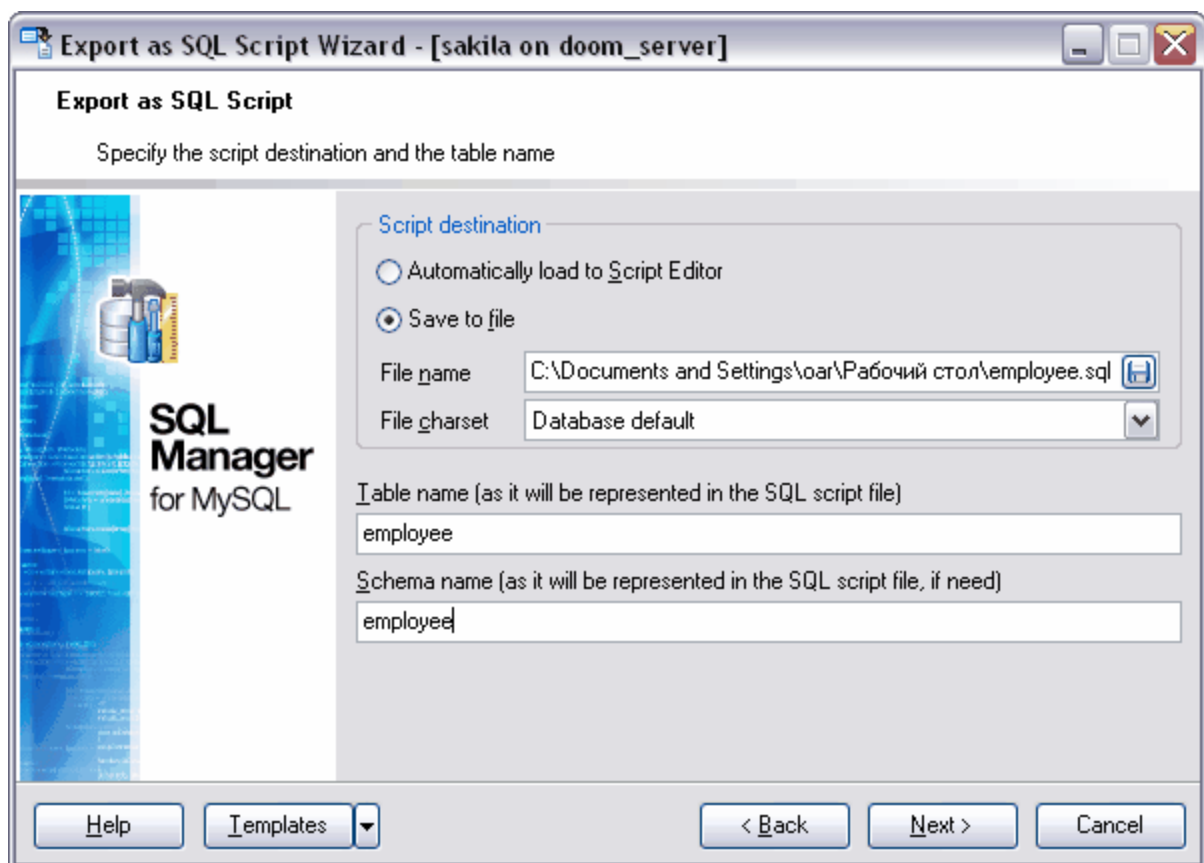 Export as SQL Script Wizard - [sakila on doom_server]
Export as SQL Script
Specify the script destination and the table name
SQL
Manager
for MySQL
Script destination
Automatically load to Script Editor
Save to file
File name C:\Documents and Settings\oar\Рабочий стол\employee.sql
File charset Database default
Table name (as it will be represented in the SQL script file)
employee
Schema name (as it will be represented in the SQL script file, if need)
employee
Help Templates < Back Next > Cancel